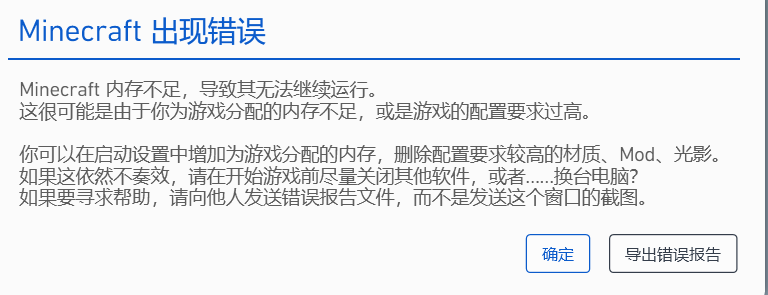 Minecraft 出现错误
Minecraft 内存不足，导致其无法继续运行。
这很可能是由于你为游戏分配的内存不足，或是游戏的配置要求过高。
你可以在启动设置中增加为游戏分配的内存，删除配置要求较高的材质、Mod、光影。
如果这依然不奏效，请在开始游戏前尽量关闭其他软件，或者......换台电脑?
如果要寻求帮助，请向他人发送错误报告文件，而不是发送这个窗口的截图。
确定
导出错误报告